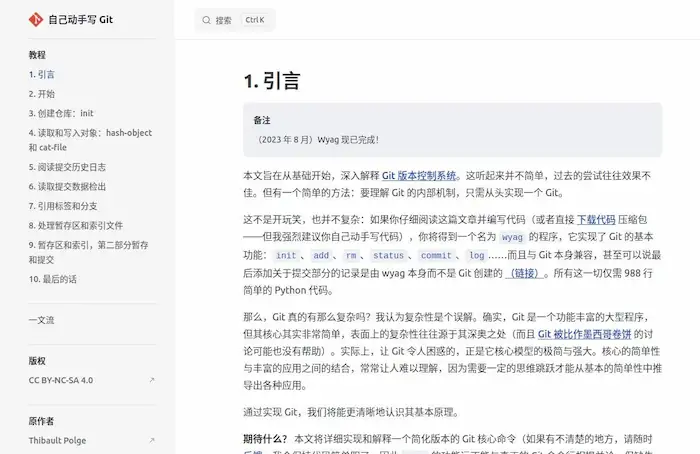 自己动手写 Git
搜索
Ctrl K
教程
1. 引言
2. 开始
3. 创建仓库：init
4. 读取和写入对象：hash-object
和 cat-file
5. 阅读提交历史日志
6. 读取提交数据检出
7. 引用标签和分支
8. 处理暂存区和索引文件
9. 暂存区和索引，第二部分暂存
和提交
10. 最后的话
一文流
版权
CC BY-NC-SA 4.0
原作者
Thibault Polge
1. 引言
备注
（2023 年 8 月）Wyag 现已完成！
本文旨在从基础开始，深入解释 Git 版本控制系统。这听起来并不简单，过去的尝试往往效果不
佳。但有一个简单的方法：要理解 Git 的内部机制，只需从头实现一个 Git。
这不是开玩笑，也并不复杂：如果你仔细阅读这篇文章并编写代码（或者直接 下载代码 压缩包
——但我强烈建议你自己动手写代码），你将得到一个名为 wyag 的程序，它实现了 Git 的基本
功能：init、add、rm、status、commit、log……而且与 Git 本身兼容，甚至可以说最
后添加关于提交部分的记录是由 wyag 本身而不是 Git 创建的（链接）。所有这一切仅需 988 行
简单的 Python 代码。
那么，Git 真的有那么复杂吗？我认为复杂性是个误解。确实，Git 是一个功能丰富的大型程序，
但其核心其实非常简单，表面上的复杂性往往源于其深奥之处（而且 Git 被比作墨西哥卷饼 的讨
论可能也没有帮助）。实际上，让 Git 令人困惑的，正是它核心模型的极简与强大。核心的简单性
与丰富的应用之间的结合，常常让人难以理解，因为需要一定的思维跳跃才能从基本的简单性中推
导出各种应用。
通过实现 Git，我们将能更清晰地认识其基本原理。
期待什么？ 本文将详细实现和解释一个简化版本的 Git 核心命令（如果有不清楚的地方，请随时